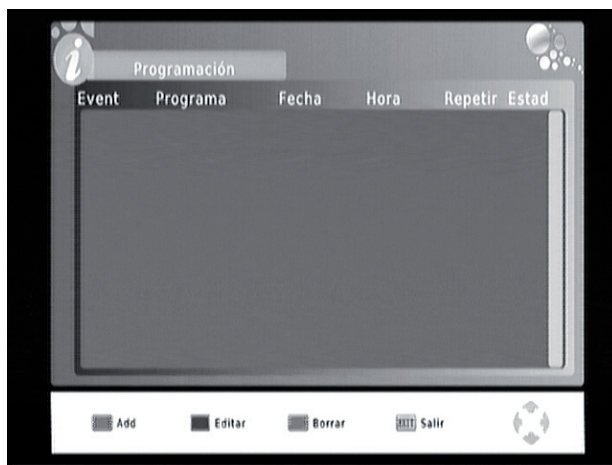 i
Programación
Event Programa Fecha Hora Repetir Estad
Add Editar Borrar EXIT Salir